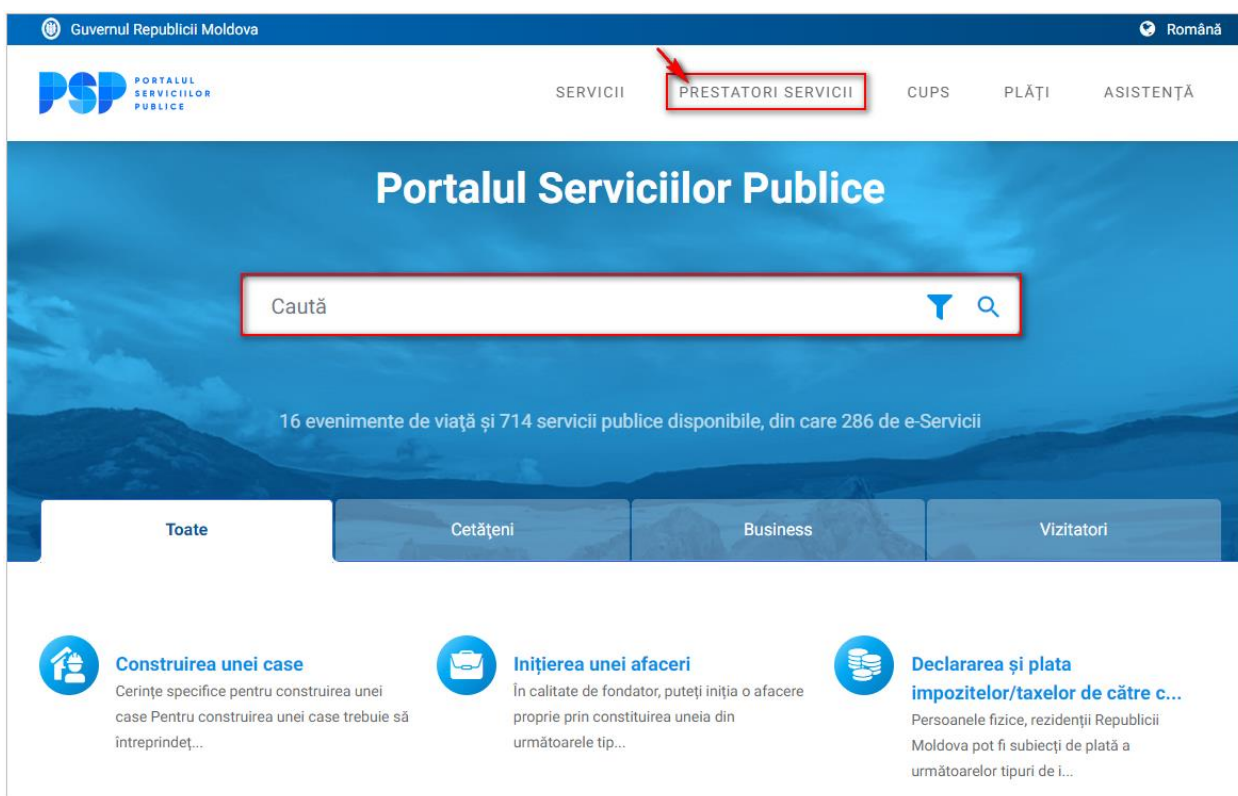 Guvernul Republicii Moldova
Română
PSP
PORTALUL
SERVICIILOR
PUBLICE
SERVICII
PRESTATORI SERVICII
CUPS
PLĂȚI
ASISTENȚĂ
Portalul Serviciilor Publice
Caută
16 evenimente de viaţă și 714 servicii publice disponibile, din care 286 de e-Servicii
Toate
Cetăţeni
Business
Vizitatori
Construirea unei case
Cerințe specifice pentru construirea unei
case Pentru construirea unei case trebuie să
întreprindeț...
Inițierea unei afaceri
În calitate de fondator, puteți iniția o afacere
proprie prin constituirea uneia din
următoarele tip...
Declararea și plata
impozitelor/taxelor de către c...
Persoanele fizice, rezidenții Republicii
Moldova pot fi subiecți de plată a
următoarelor tipuri de i...